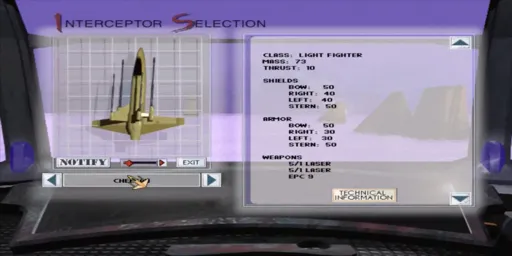 INTERCEPTOR SELECTION
CLASS: LIGHT FIGHTER
MASS: 73
THRUST: 10
SHIELDS
BOW: 50
RIGHT: 40
LEFT: 40
STERN: 50
ARMOR
BOW: 50
RIGHT: 30
LEFT: 30
STERN: 50
WEAPONS
5/1 LASER
5/1 LASER
EPC 9
NOTIFY
EXIT
TECHNICAL
INFORMATION